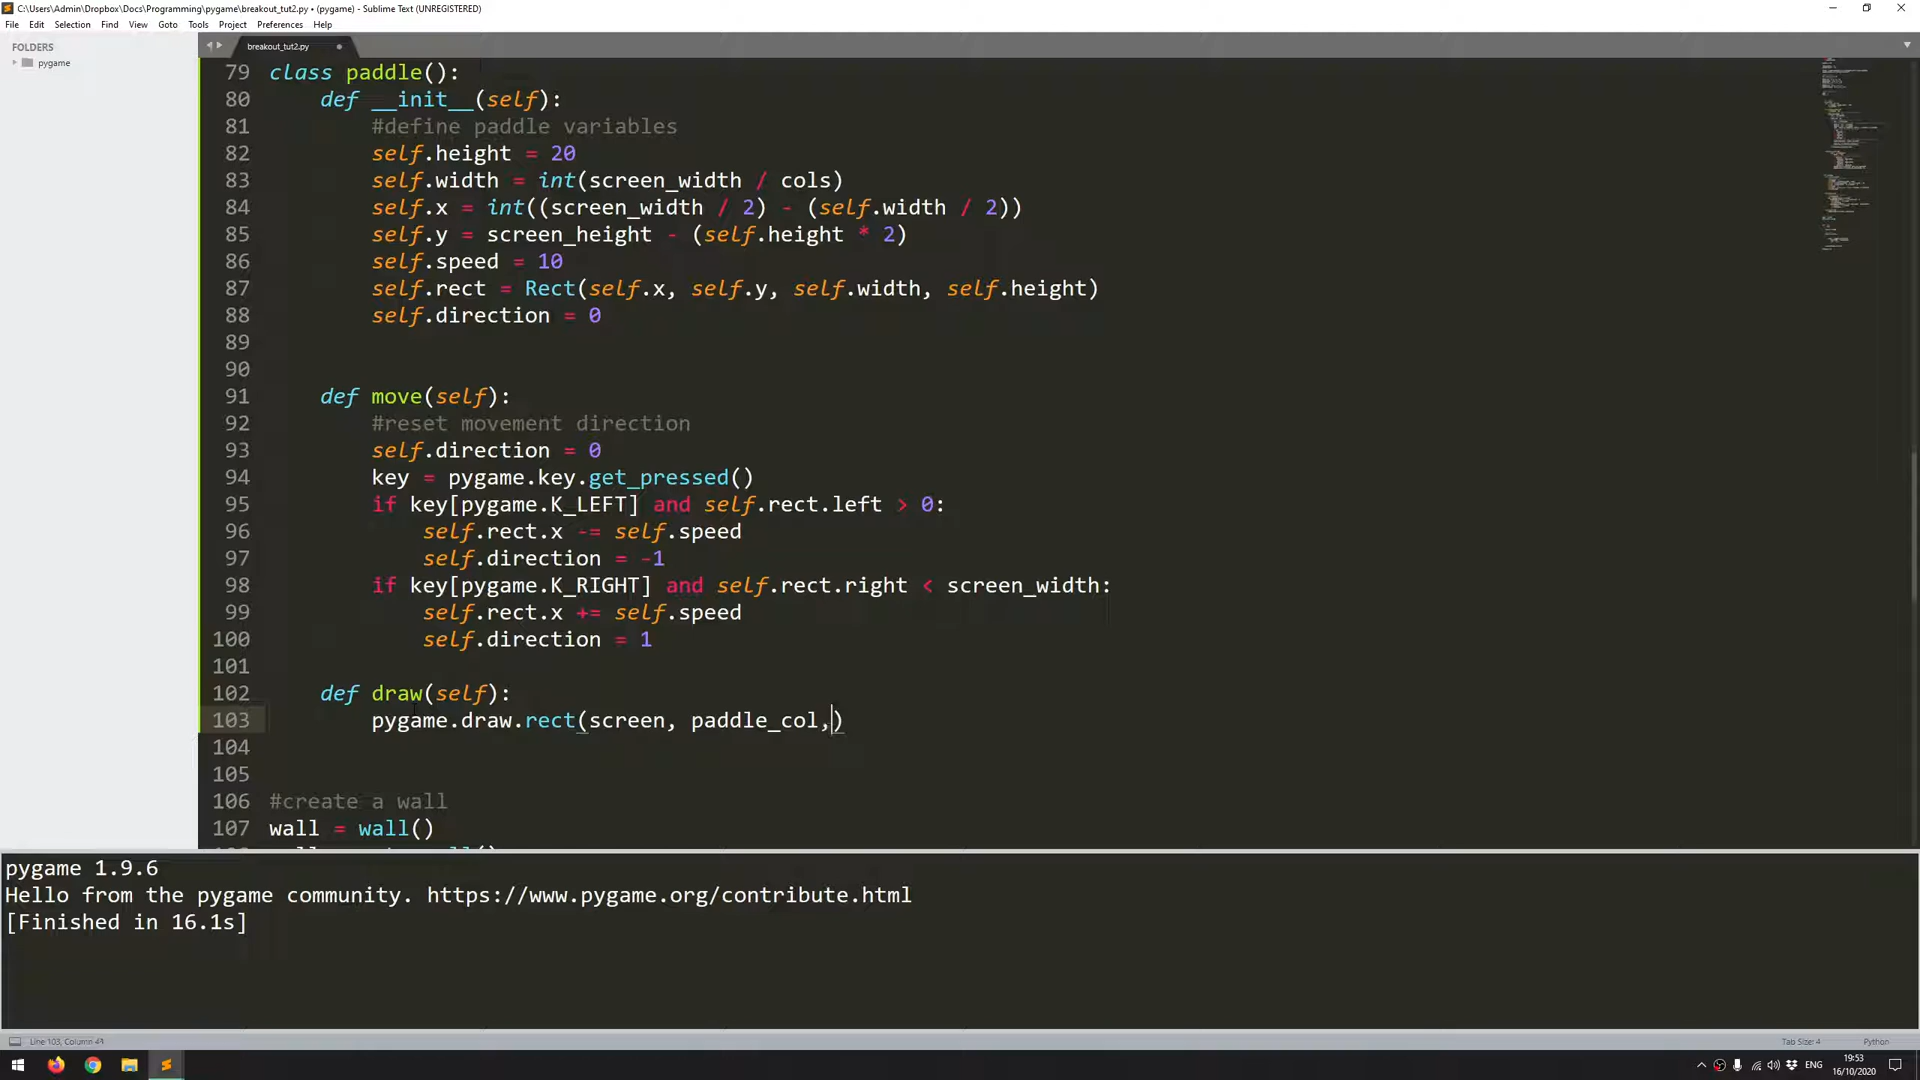 C:\Users\Admin\Dropbox\Docs\Programming\pygame\breakout_tut2.py • (pygame) - Sublime Text (UNREGISTERED)
File Edit Selection Find View Goto Tools Project Preferences Help
FOLDERS
pygame
breakout_tut2.py
79 class paddle():
80     def __init__(self):
81         #define paddle variables
82         self.height = 20
83         self.width = int(screen_width / cols)
84         self.x = int((screen_width / 2) - (self.width / 2))
85         self.y = screen_height - (self.height * 2)
86         self.speed = 10
87         self.rect = Rect(self.x, self.y, self.width, self.height)
88         self.direction = 0
89
90
91     def move(self):
92         #reset movement direction
93         self.direction = 0
94         key = pygame.key.get_pressed()
95         if key[pygame.K_LEFT] and self.rect.left > 0:
96             self.rect.x -= self.speed
97             self.direction = -1
98         if key[pygame.K_RIGHT] and self.rect.right < screen_width:
99             self.rect.x += self.speed
100             self.direction = 1
101
102     def draw(self):
103         pygame.draw.rect(screen, paddle_col,)
104
105
106 #create a wall
107 wall = wall()
pygame 1.9.6
Hello from the pygame community. https://www.pygame.org/contribute.html
[Finished in 16.1s]
Line 103, Column 44
Tab Size: 4
Python
ENG
19:53
16/10/2020